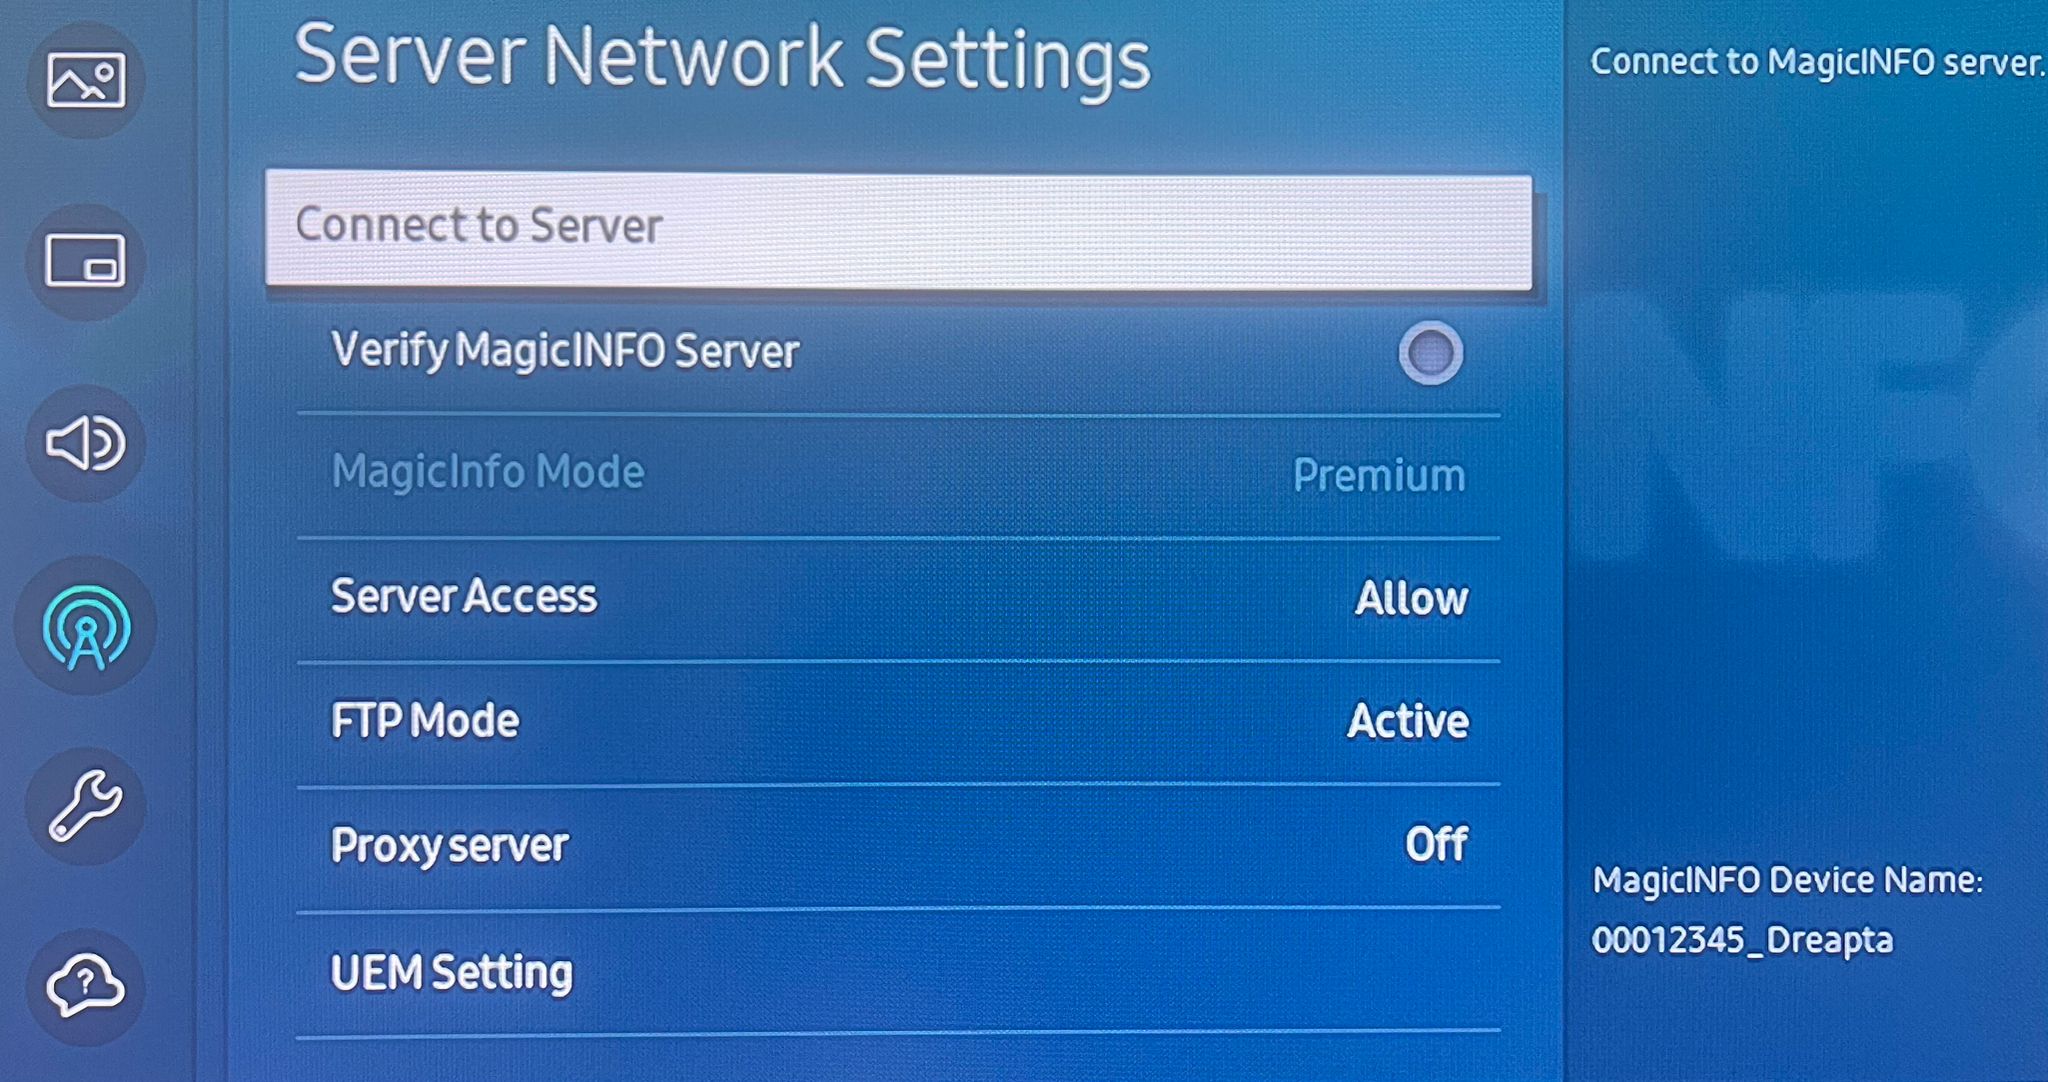 Server Network Settings
Connect to MagicINFO server.
Connect to Server
Verify MagicINFO Server
MagicInfo Mode Premium
Server Access Allow
FTP Mode Active
Proxy server Off
UEM Setting
MagicINFO Device Name:
00012345_Dreapta
NFO